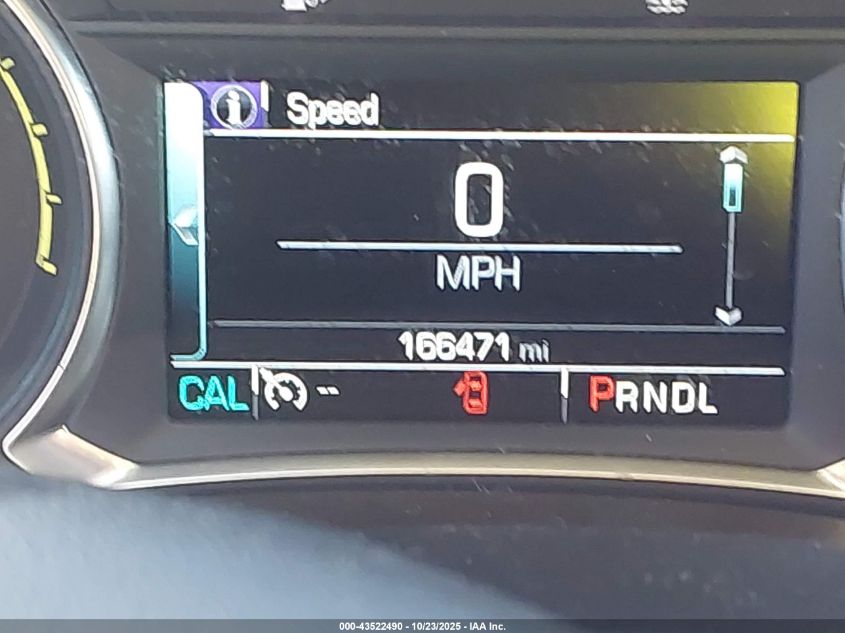 i Speed
0
MPH
166471 mi
CAL -- PRNDL
000-43522490 - 10/23/2025 - IAA Inc.